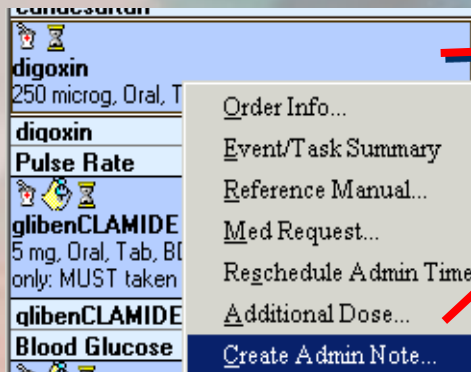 candesartan
digoxin
250 microg, Oral, T
digoxin
Pulse Rate
glibenCLAMIDE
5 mg, Oral, Tab, BD
only: MUST taken
glibenCLAMIDE
Blood Glucose
Order Info...
Event/Task Summary
Reference Manual...
Med Request...
Reschedule Admin Time
Additional Dose...
Create Admin Note...